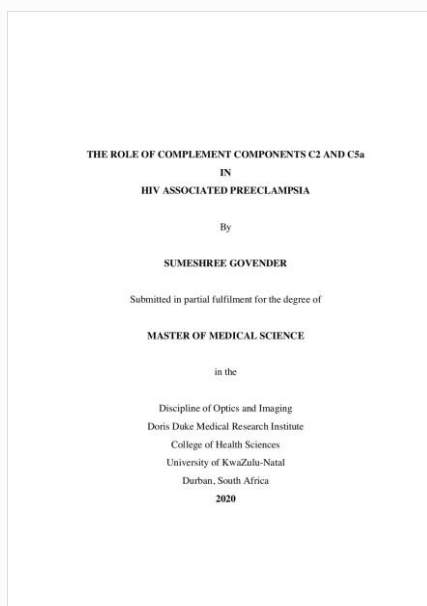 THE ROLE OF COMPLEMENT COMPONENTS C2 AND C5a
IN
HIV ASSOCIATED PREECLAMPSIA
By
SUMESHREE GOVENDER
Submitted in partial fulfilment for the degree of
MASTER OF MEDICAL SCIENCE
in the
Discipline of Optics and Imaging
Doris Duke Medical Research Institute
College of Health Sciences
University of KwaZulu-Natal
Durban, South Africa
2020